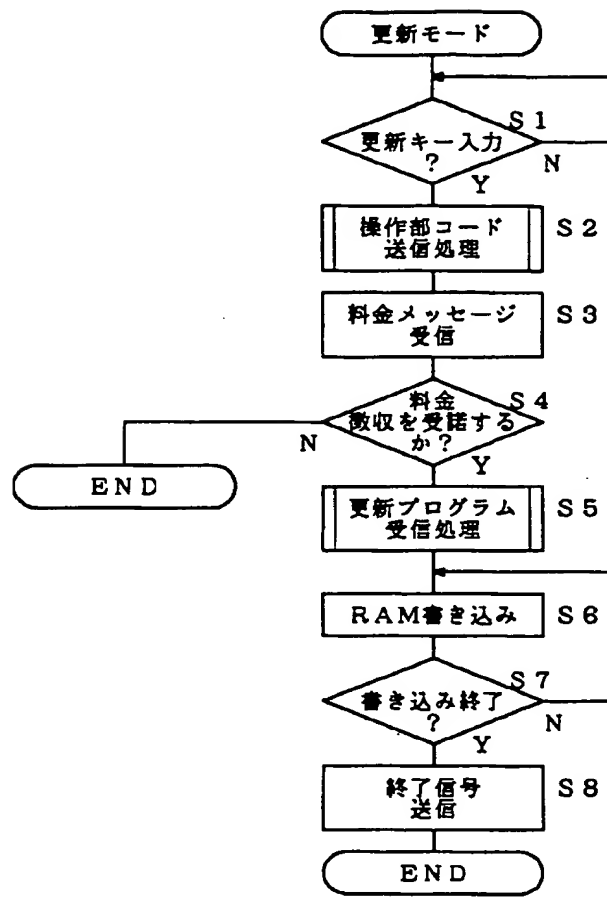 更新モード
S1
更新キー入力
?
N
Y
操作部コード
送信処理
S2
料金メッセージ
受信
S3
料金
S4
徴収を受諾する
か?
N
Y
END
更新プログラム
受信処理
S5
RAM書き込み
S6
S7
書き込み終了
?
N
Y
終了信号
送信
S8
END